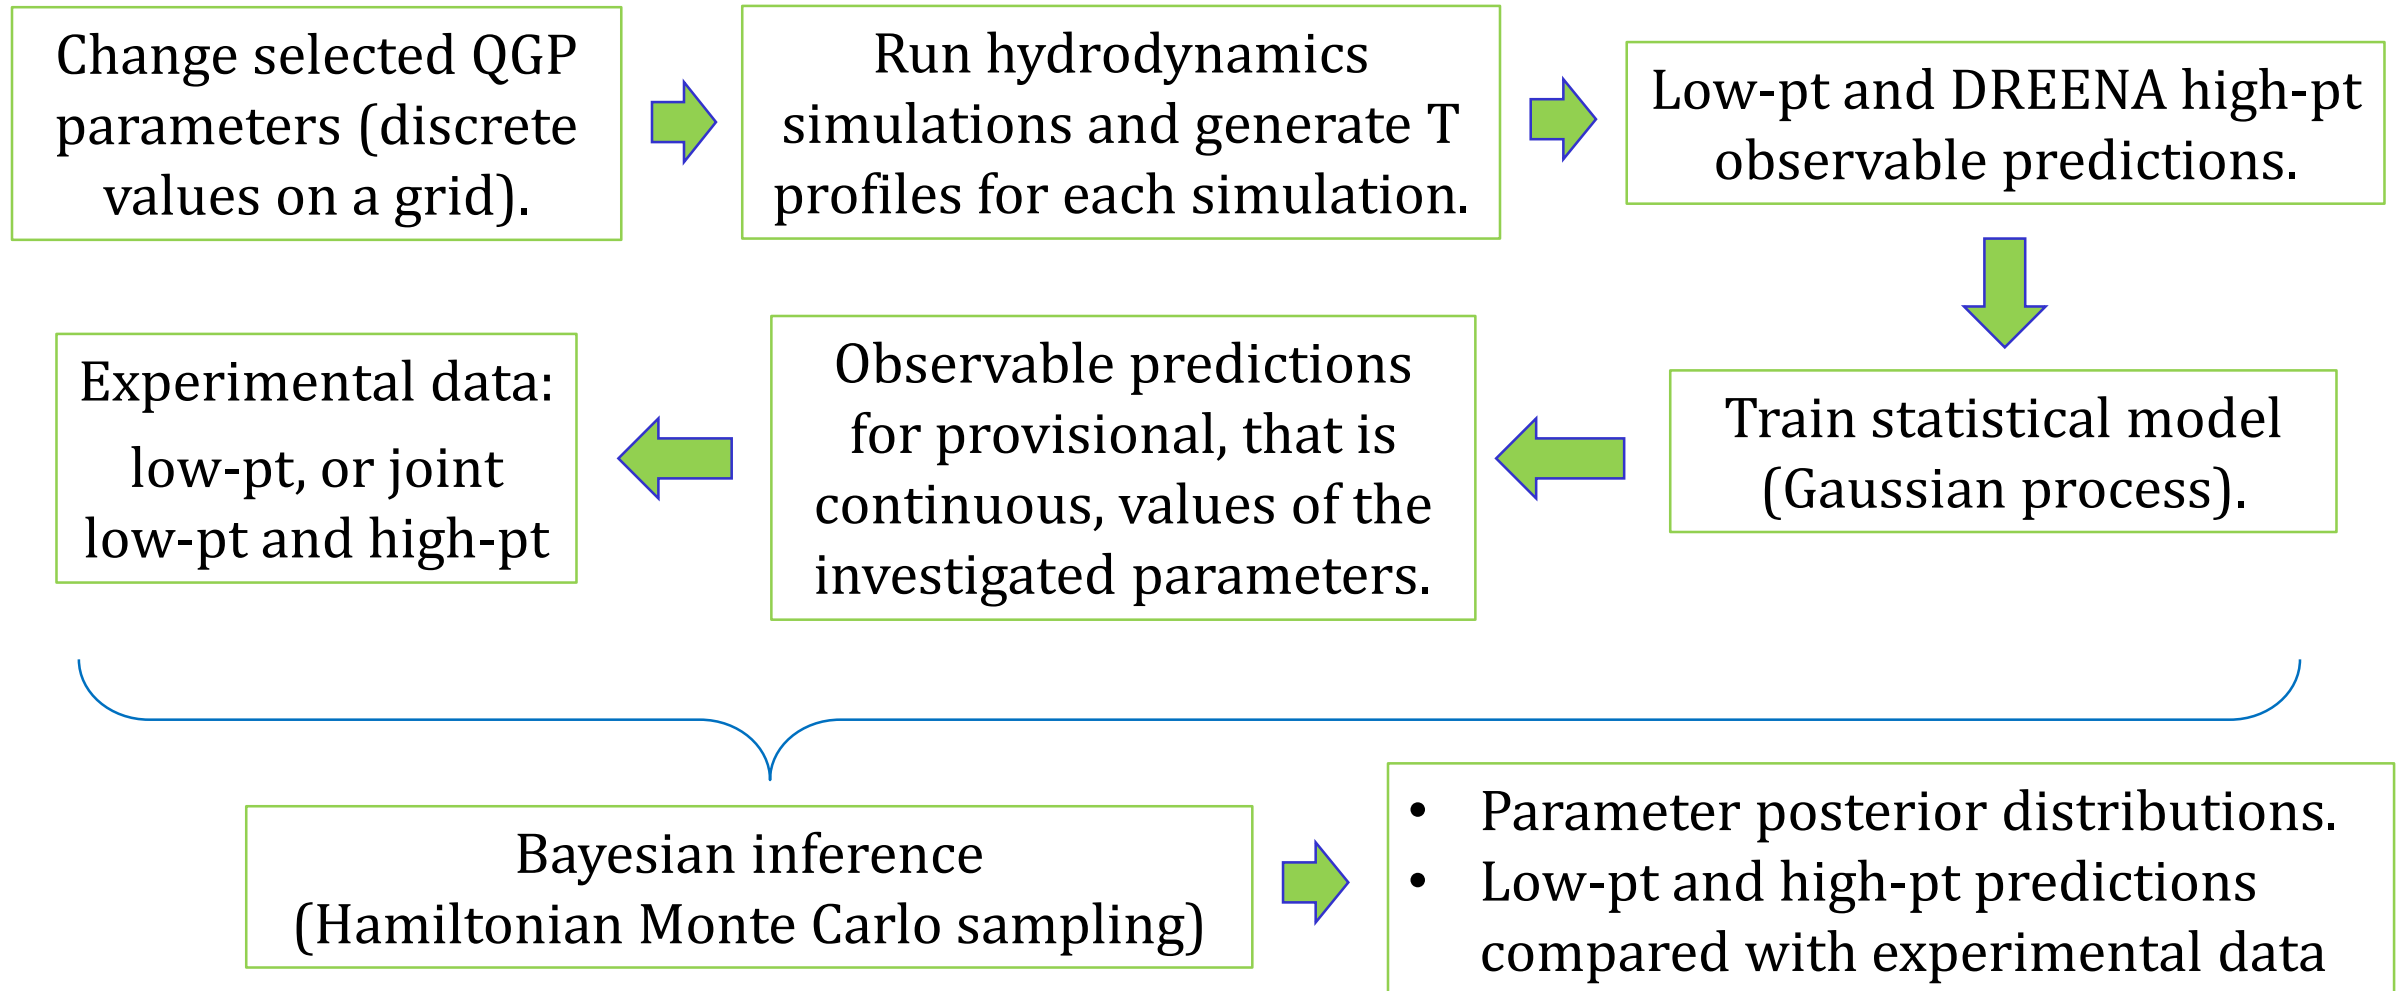 Change selected QGP
parameters (discrete
values on a grid).
Run hydrodynamics
simulations and generate T
profiles for each simulation.
Low-pt and DREENA high-pt
observable predictions.
Train statistical model
(Gaussian process).
Observable predictions
for provisional, that is
continuous, values of the
investigated parameters.
Experimental data:
low-pt, or joint
low-pt and high-pt
Bayesian inference
(Hamiltonian Monte Carlo sampling)
• Parameter posterior distributions.
• Low-pt and high-pt predictions
compared with experimental data